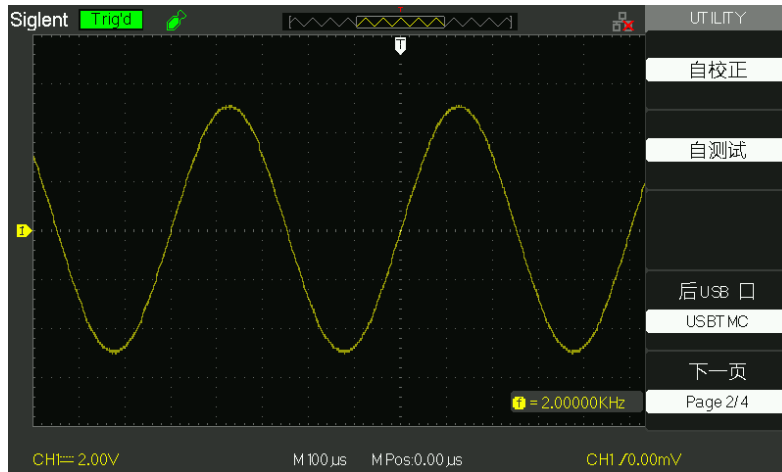 Siglent Trig'd T UTILITY
T
自校正
自测试
1
后USB 口
USBTMC
下一页
f = 2.00000KHz Page 2/4
CH1 2.00V M 100μs M Pos:0.00μs CH1 /0.00mV